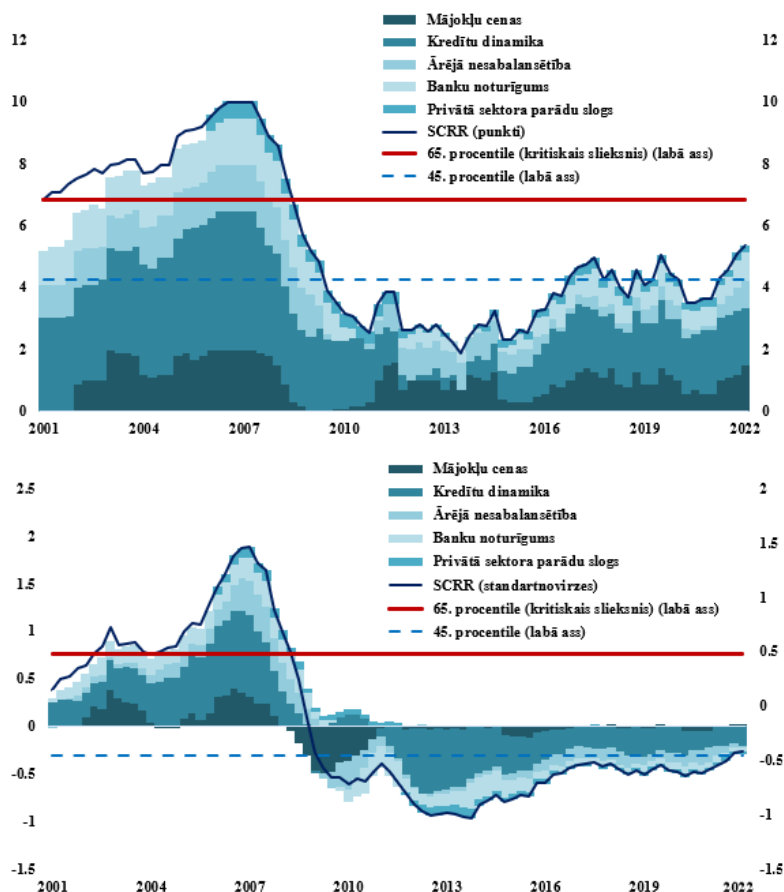 Mājokļu cenas
Kredītu dinamika
Ārējā nesabalansētība
Banku noturīgums
Privātā sektora parādu slogs
SCRR (punkti)
65. procentile (kritiskais slieksnis) (labā ass)
45. procentile (labā ass)
12 12
10 10
8 8
6 6
4 4
2 2
0 0
2001 2004 2007 2010 2013 2016 2019 2022
Mājokļu cenas
Kredītu dinamika
Ārējā nesabalansētība
Banku noturīgums
Privātā sektora parādu slogs
SCRR (standartnovirzes)
65. procentile (kritiskais slieksnis) (labā ass)
45. procentile (labā ass)
2.5 2
2 1.5
1.5 1
1 0.5
0.5 0
0 -0.5
-0.5 -1
-1 -1.5
-1.5
2001 2004 2007 2010 2013 2016 2019 2022